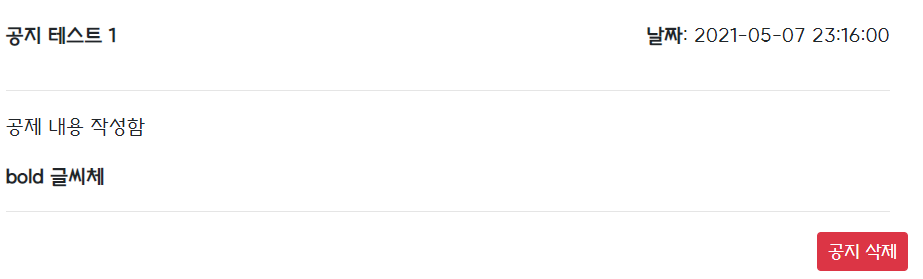 공지 테스트 1
날짜: 2021-05-07 23:16:00
공제 내용 작성함
bold 글씨체
공지 삭제